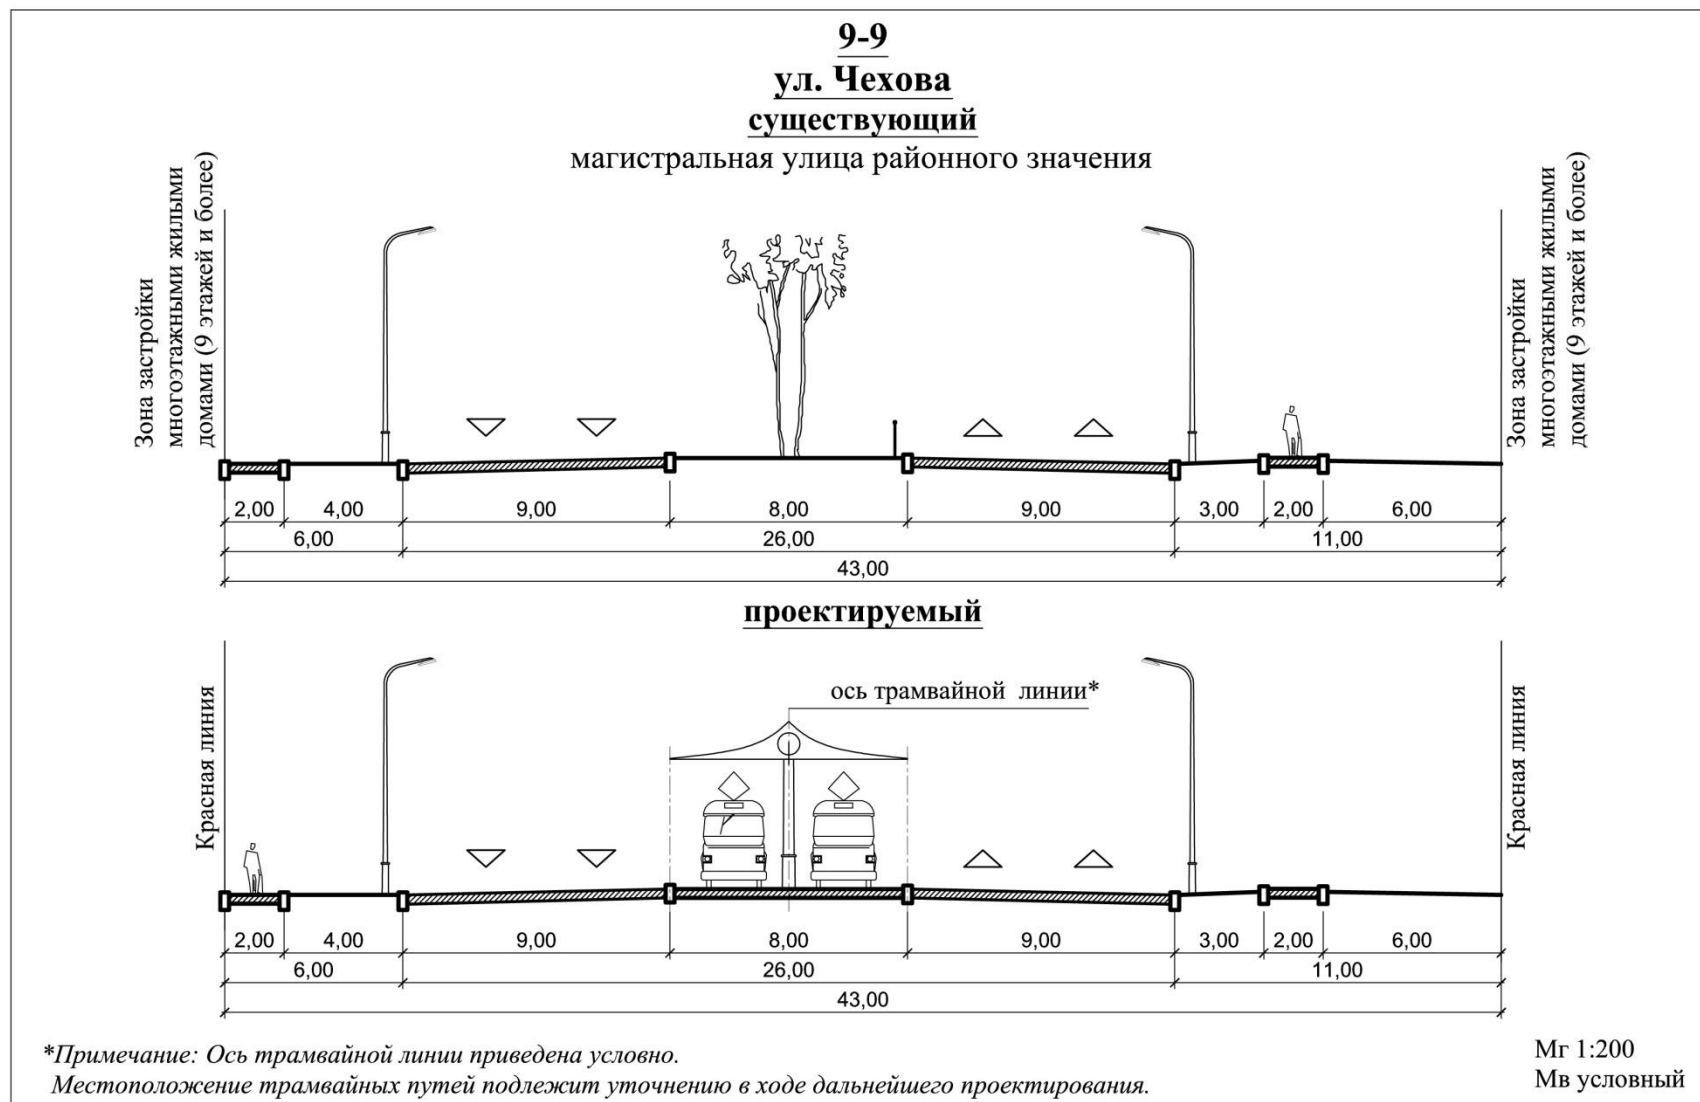 9-9
ул. Чехова
существующий
магистральная улица районного значения
Зона застройки
многоэтажными жилыми
домами (9 этажей и более)
Зона застройки
многоэтажными жилыми
домами (9 этажей и более)
2,00 4,00 9,00 8,00 9,00 3,00 2,00 6,00
6,00 26,00 11,00
43,00
проектируемый
ось трамвайной линии*
Красная линия
Красная линия
2,00 4,00 9,00 8,00 9,00 3,00 2,00 6,00
6,00 26,00 11,00
43,00
*Примечание: Ось трамвайной линии приведена условно.
Местоположение трамвайных путей подлежит уточнению в ходе дальнейшего проектирования.
Мг 1:200
Мв условный